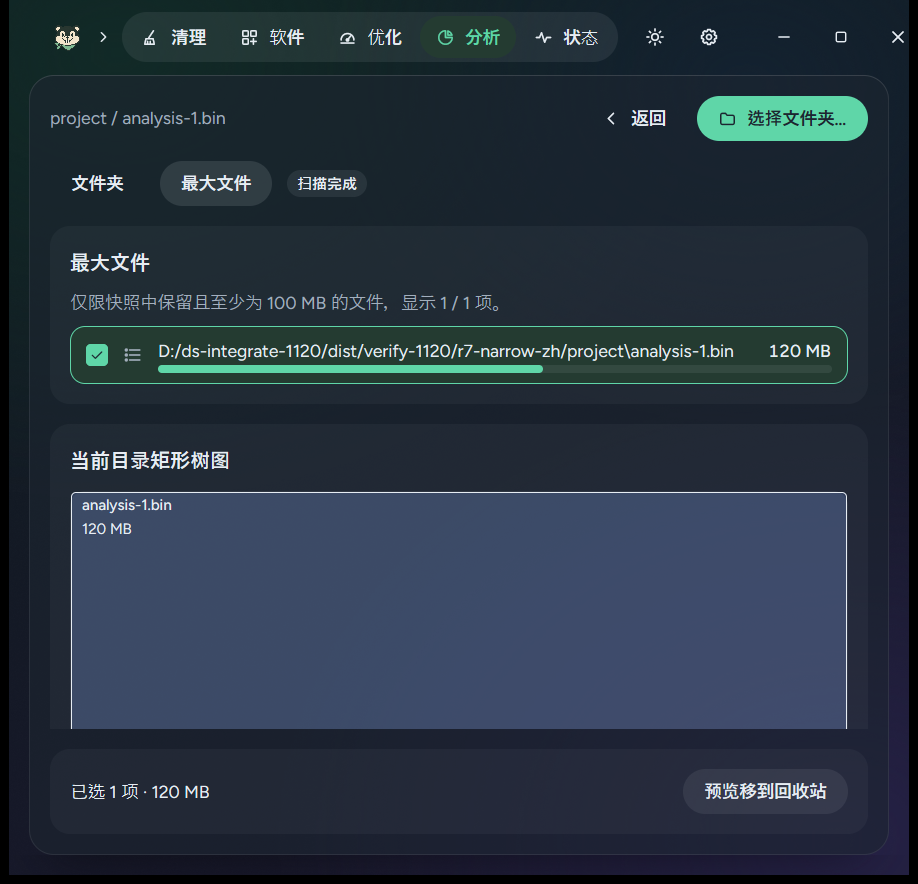 清理 软件 优化 分析 状态
project / analysis-1.bin 返回 选择文件夹...
文件夹 最大文件 扫描完成
最大文件
仅限快照中保留且至少为 100 MB 的文件，显示 1 / 1 项。
D:/ds-integrate-1120/dist/verify-1120/r7-narrow-zh/project\analysis-1.bin 120 MB
当前目录矩形树图
analysis-1.bin
120 MB
已选 1 项 · 120 MB 预览移到回收站